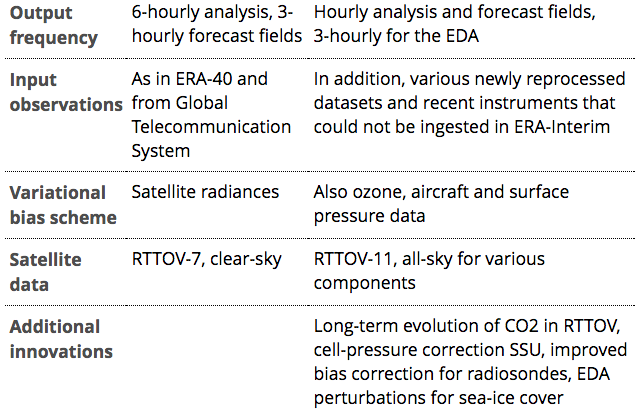 Output frequency
6-hourly analysis, 3-
hourly forecast fields
Hourly analysis and forecast fields,
3-hourly for the EDA
Input
observations
As in ERA-40 and
from Global
Telecommunication
System
In addition, various newly reprocessed
datasets and recent instruments that
could not be ingested in ERA-Interim
Variational
bias scheme
Satellite radiances
Also ozone, aircraft and surface
pressure data
Satellite
data
RTTOV-7, clear-sky
RTTOV-11, all-sky for various
components
Additional
innovations
Long-term evolution of CO2 in RTTOV,
cell-pressure correction SSU, improved
bias correction for radiosondes, EDA
perturbations for sea-ice cover